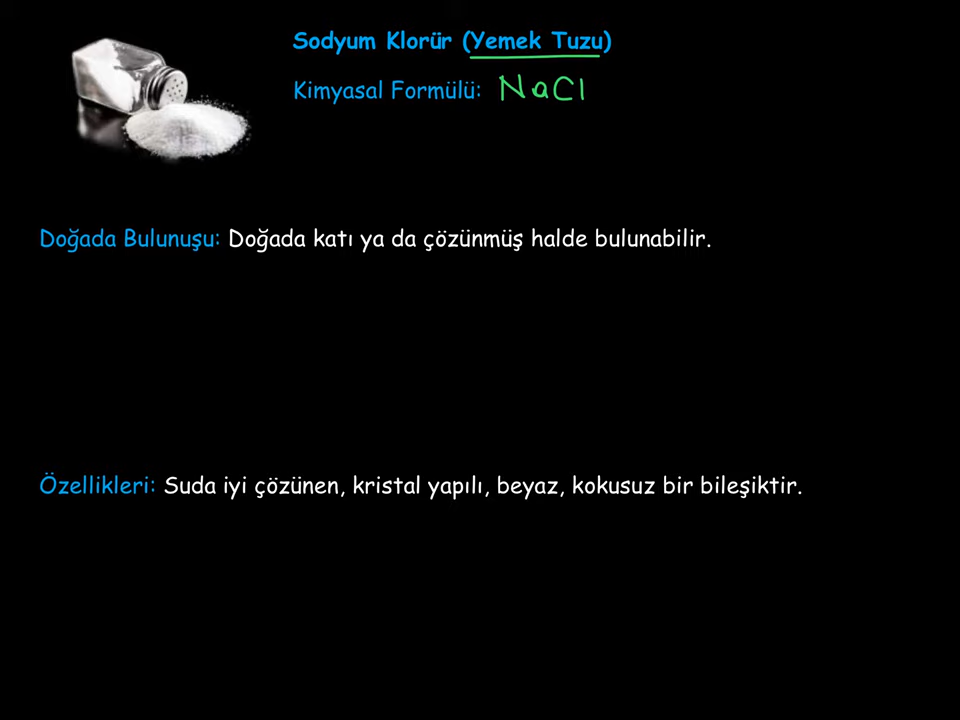 Sodyum Klorür (Yemek Tuzu)
Kimyasal Formülü: NaCl
Doğada Bulunuşu: Doğada katı ya da çözünmüş halde bulunabilir.
Özellikleri: Suda iyi çözünen, kristal yapılı, beyaz, kokusuz bir bileşiktir.